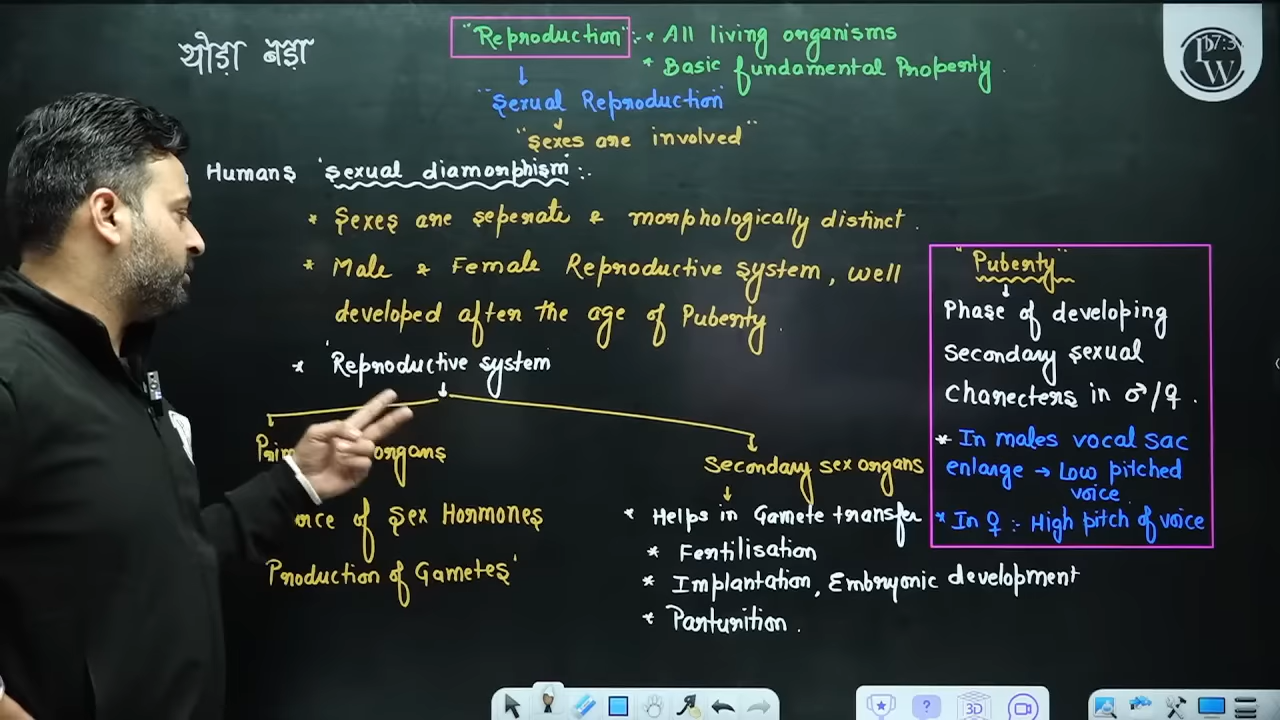 थोड़ा बड़ा
"Reproduction" :- * All living organisms
* Basic fundamental Property.
"Sexual Reproduction"
"Sexes are involved"
Humans 'sexual diamorphism' :.
* Sexes are seperate & morphologically distinct.
* Male & Female Reproductive system, well
developed after the age of Puberty.
* 'Reproductive system
organs
Secondary sex organs
of Sex Hormones
Production of Gametes'
* Helps in Gamete transfer
* Fertilisation
* Implantation, Embryonic development
* Parturition.
"Puberty"
Phase of developing
Secondary sexual
Charecters in ♂/♀.
* In males vocal sac
enlarge → Low pitched
voice.
* In ♀ :- High pitch of voice
W
?
3D